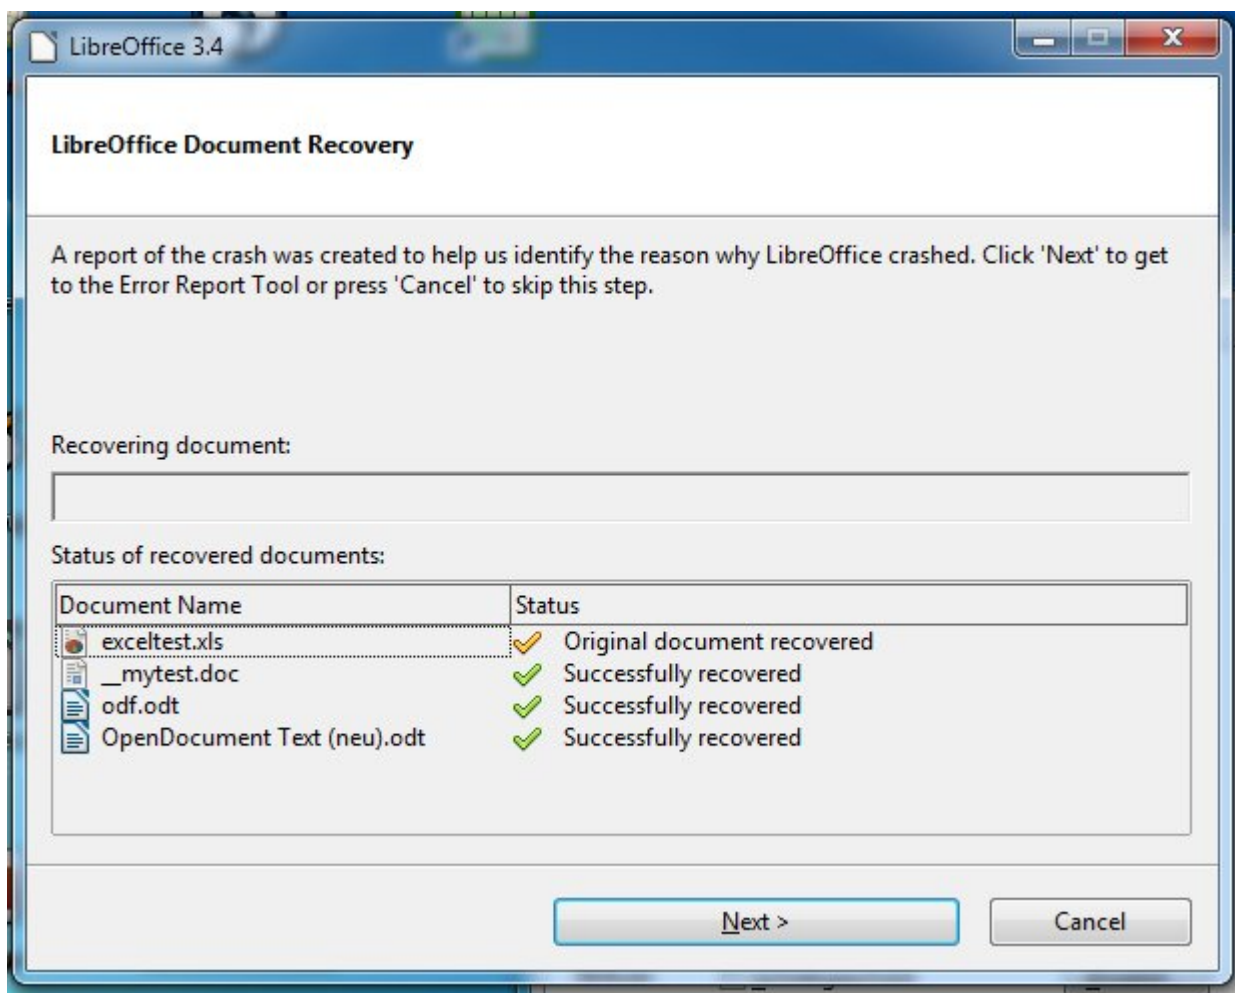 LibreOffice 3.4
LibreOffice Document Recovery
A report of the crash was created to help us identify the reason why LibreOffice crashed. Click 'Next' to get
to the Error Report Tool or press 'Cancel' to skip this step.
Recovering document:
Status of recovered documents:
Document Name Status
exceltest.xls Original document recovered
__mytest.doc Successfully recovered
odf.odt Successfully recovered
OpenDocument Text (neu).odt Successfully recovered
Next > Cancel